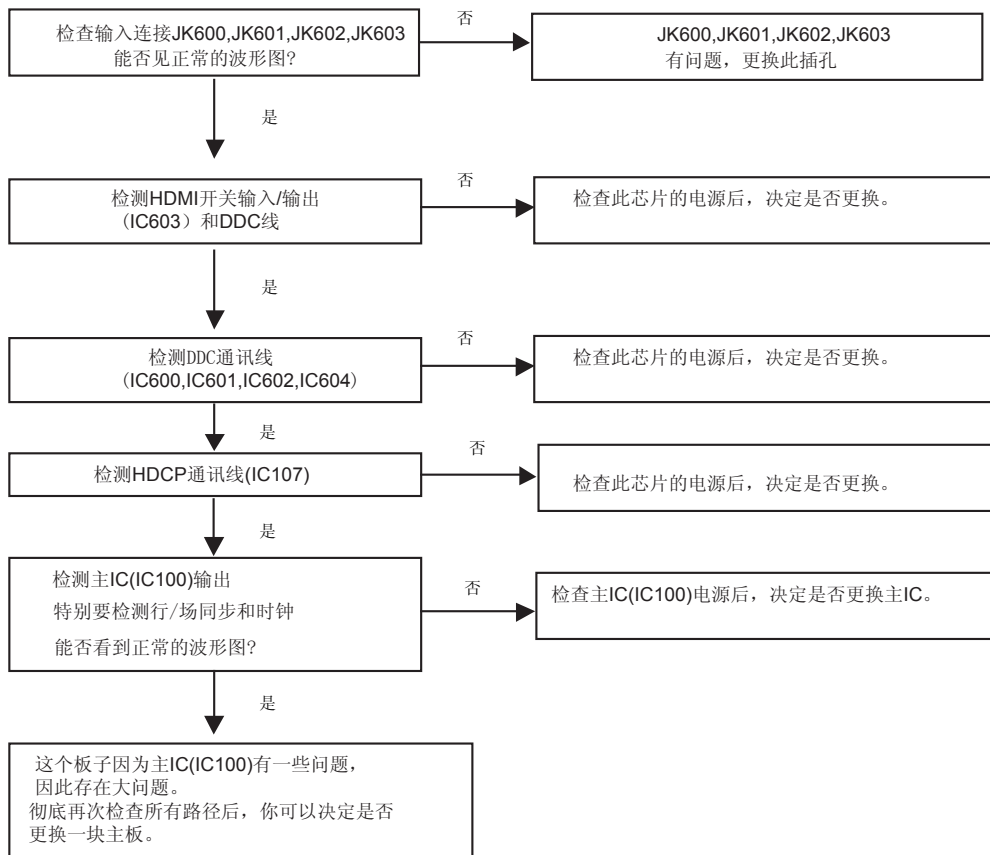 检查输入连接JK600,JK601,JK602,JK603
能否见正常的波形图?
否
JK600,JK601,JK602,JK603
有问题，更换此插孔
是
检测HDMI开关输入/输出
（IC603）和DDC线
否
检查此芯片的电源后，决定是否更换。
是
检测DDC通讯线
（IC600,IC601,IC602,IC604）
否
检查此芯片的电源后，决定是否更换。
是
检测HDCP通讯线(IC107)
否
检查此芯片的电源后，决定是否更换。
是
检测主IC(IC100)输出
特别要检测行/场同步和时钟
能否看到正常的波形图?
否
检查主IC(IC100)电源后，决定是否更换主IC。
是
这个板子因为主IC(IC100)有一些问题，
因此存在大问题。
彻底再次检查所有路径后，你可以决定是否
更换一块主板。